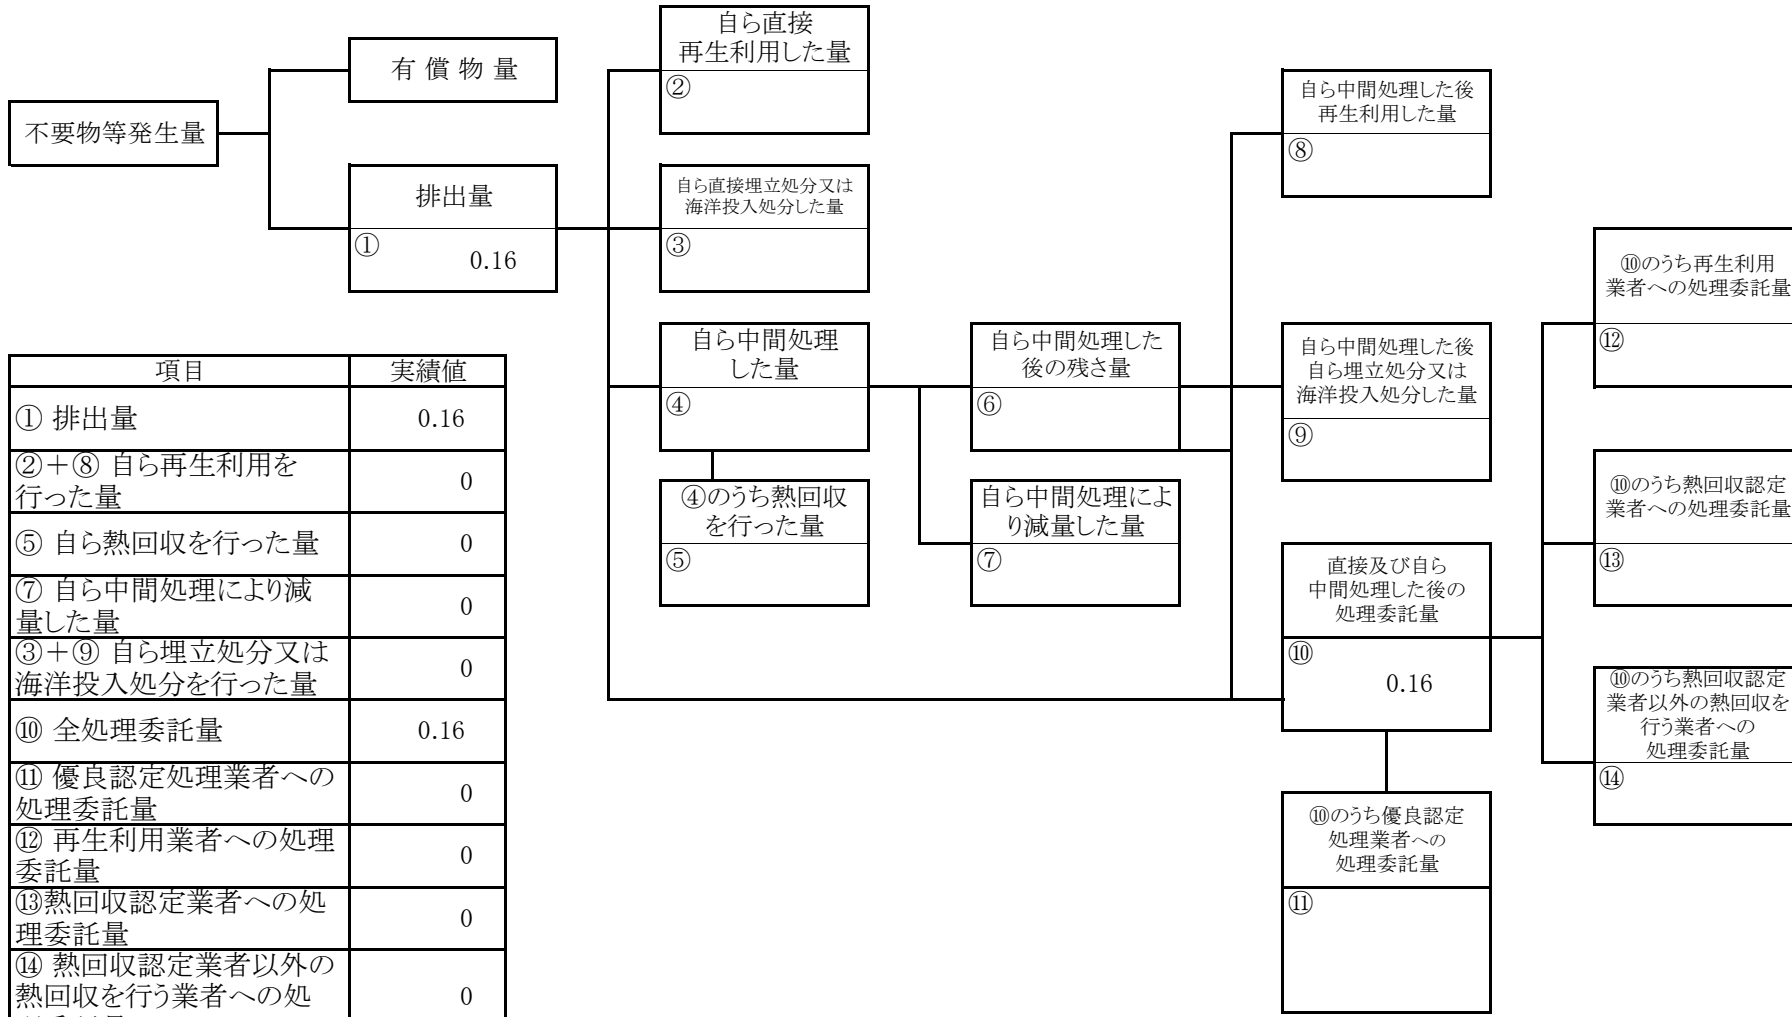 不要物等発生量
有 償 物 量
排出量
①
0.16
自ら直接
再生利用した量
②
自ら直接埋立処分又は
海洋投入処分した量
③
自ら中間処理
した量
④
④のうち熱回収
を行った量
⑤
自ら中間処理した
後の残さ量
⑥
自ら中間処理によ
り減量した量
⑦
自ら中間処理した後
再生利用した量
⑧
自ら中間処理した後
自ら埋立処分又は
海洋投入処分した量
⑨
直接及び自ら
中間処理した後の
処理委託量
⑩
0.16
⑩のうち優良認定
処理業者への
処理委託量
⑪
⑩のうち再生利用
業者への処理委託量
⑫
⑩のうち熱回収認定
業者への処理委託量
⑬
⑩のうち熱回収認定
業者以外の熱回収を
行う業者への
処理委託量
⑭
項目 実績値
① 排出量 0.16
②＋⑧ 自ら再生利用を
行った量 0
⑤ 自ら熱回収を行った量 0
⑦ 自ら中間処理により減
量した量 0
③＋⑨ 自ら埋立処分又は
海洋投入処分を行った量 0
⑩ 全処理委託量 0.16
⑪ 優良認定処理業者への
処理委託量 0
⑫ 再生利用業者への処理
委託量 0
⑬熱回収認定業者への処
理委託量 0
⑭ 熱回収認定業者以外の
熱回収を行う業者への処 0